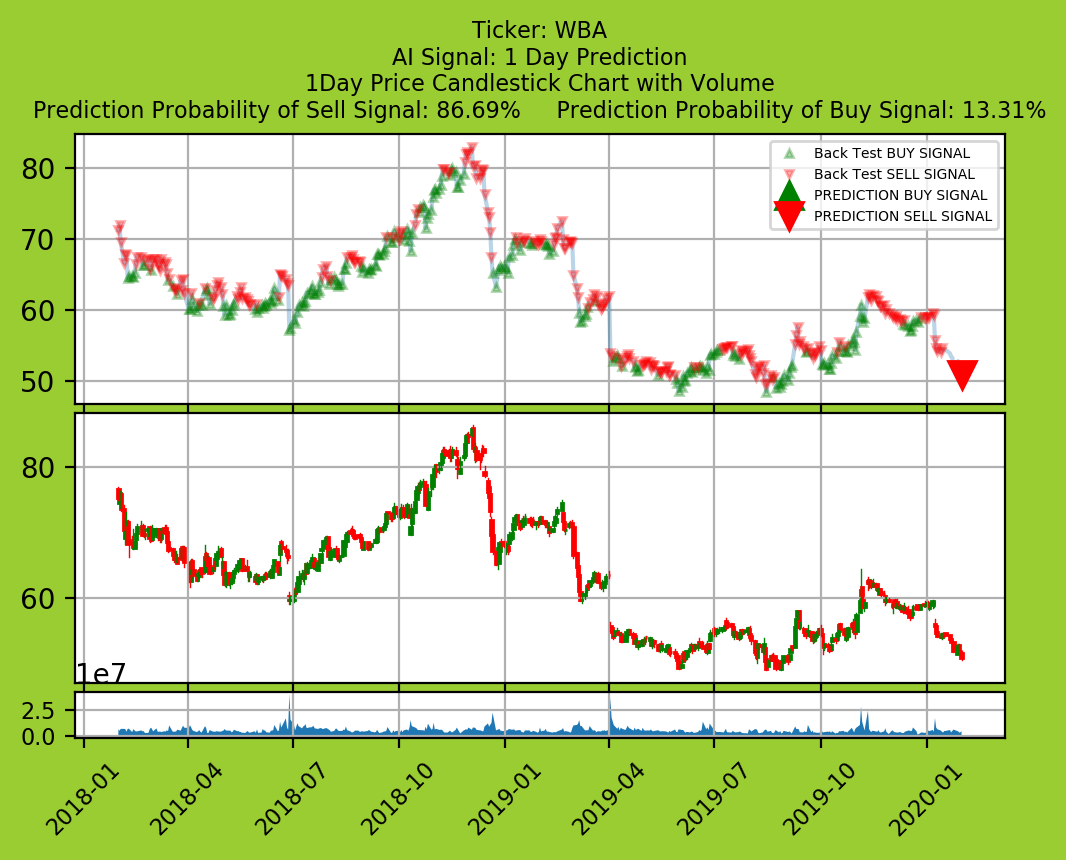 Ticker: WBA
AI Signal: 1 Day Prediction
1Day Price Candlestick Chart with Volume
Prediction Probability of Sell Signal: 86.69%     Prediction Probability of Buy Signal: 13.31%
Back Test BUY SIGNAL
Back Test SELL SIGNAL
PREDICTION BUY SIGNAL
PREDICTION SELL SIGNAL
80
70
60
50
80
60
1e7
2.5
0.0
2018-01 2018-04 2018-07 2018-10 2019-01 2019-04 2019-07 2019-10 2020-01